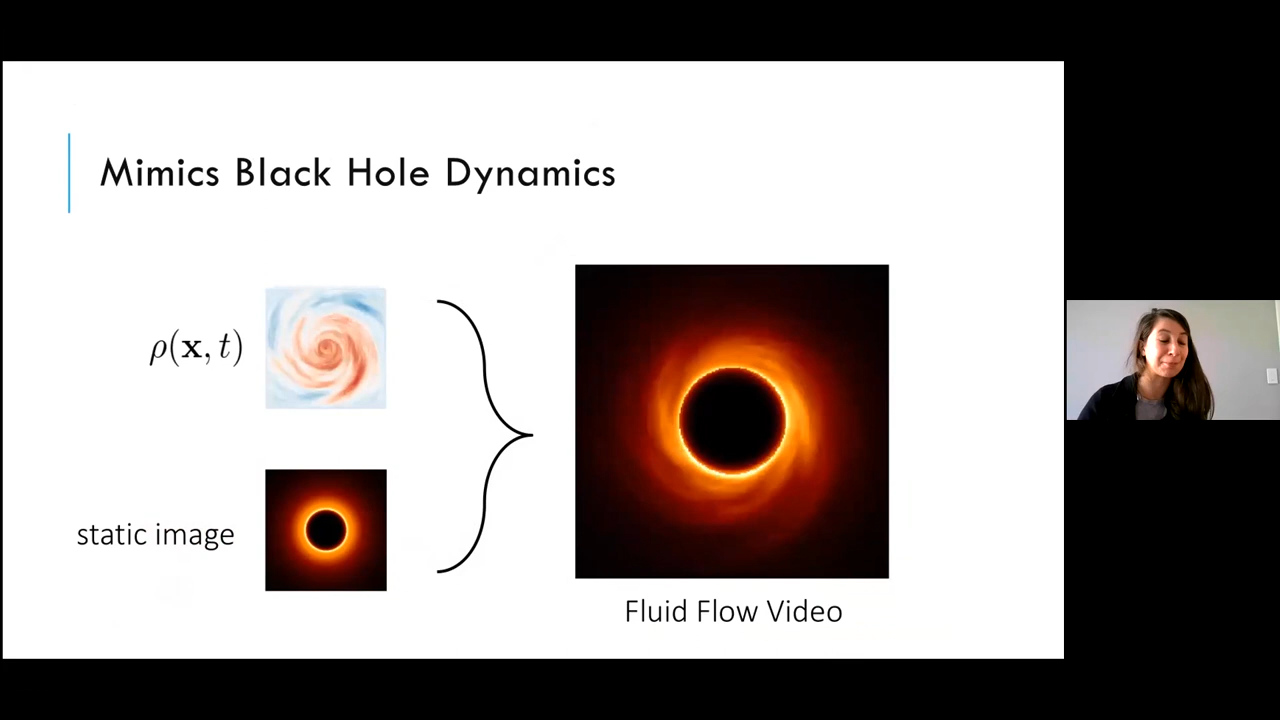 Mimics Black Hole Dynamics
ρ(x, t)
static image
Fluid Flow Video